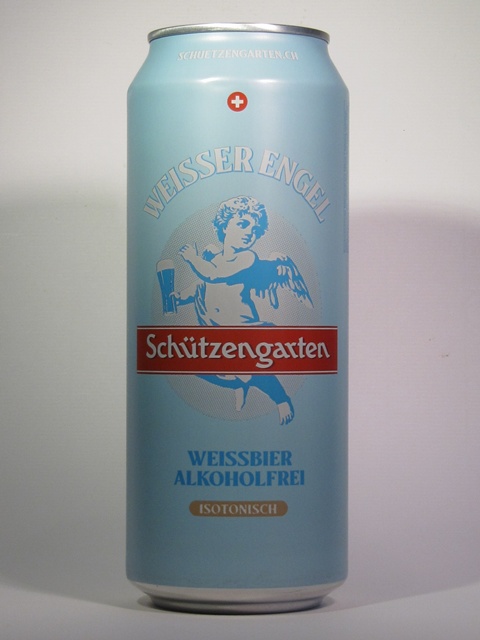 SCHUETZENGARTEN.CH
WEISSER ENGEL
Schützengarten
WEISSBIER
ALKOHOLFREI
ISOTONISCH